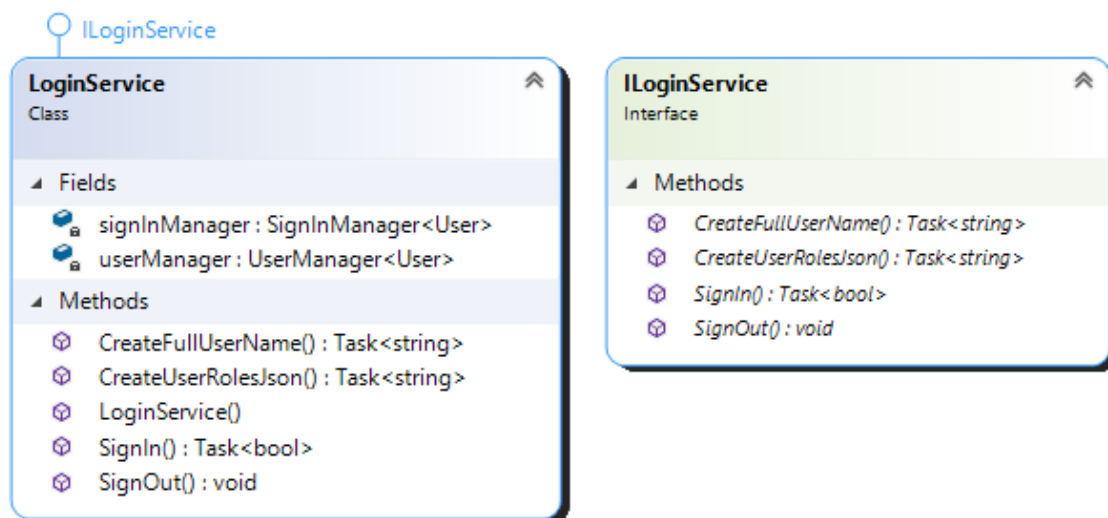 ILoginService
LoginService
Class
Fields
signInManager : SignInManager<User>
userManager : UserManager<User>
Methods
CreateFullUserName() : Task<string>
CreateUserRolesJson() : Task<string>
LoginService()
SignIn() : Task<bool>
SignOut() : void
ILoginService
Interface
Methods
CreateFullUserName() : Task<string>
CreateUserRolesJson() : Task<string>
SignIn() : Task<bool>
SignOut() : void